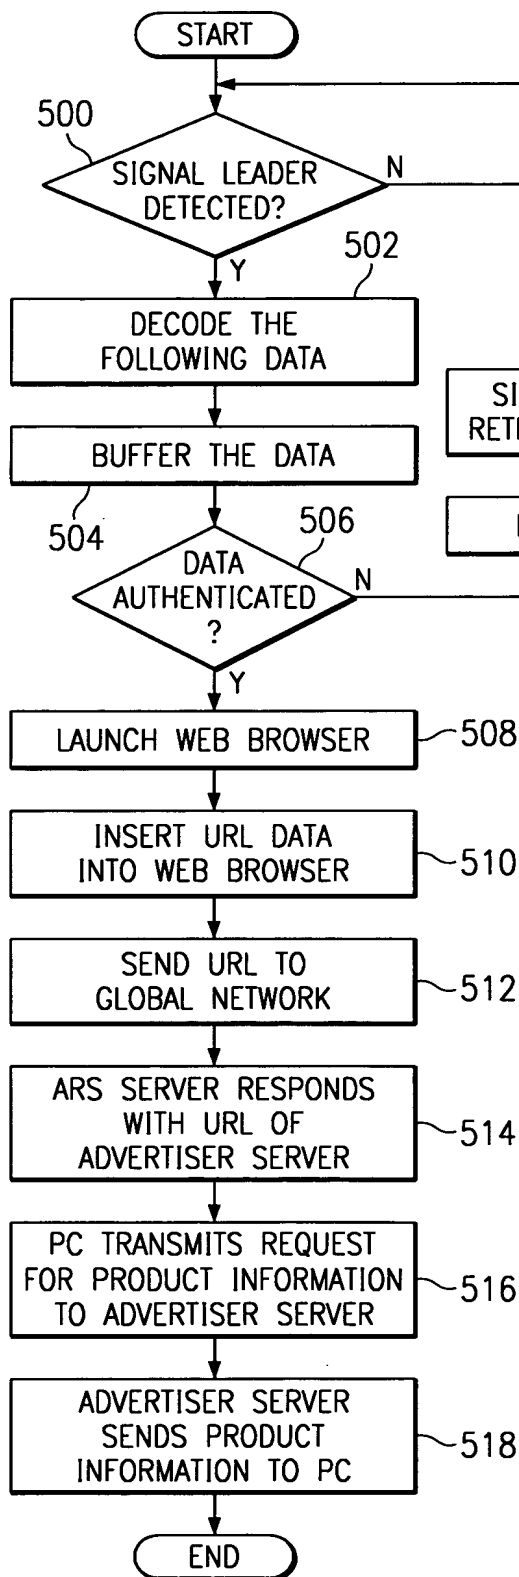 START
500
SIGNAL LEADER
DETECTED?
N
Y
502
DECODE THE
FOLLOWING DATA
BUFFER THE DATA
504
506
DATA
AUTHENTICATED
?
N
Y
LAUNCH WEB BROWSER
508
INSERT URL DATA
INTO WEB BROWSER
510
SEND URL TO
GLOBAL NETWORK
512
ARS SERVER RESPONDS
WITH URL OF
ADVERTISER SERVER
514
PC TRANSMITS REQUEST
FOR PRODUCT INFORMATION
TO ADVERTISER SERVER
516
ADVERTISER SERVER
SENDS PRODUCT
INFORMATION TO PC
518
END